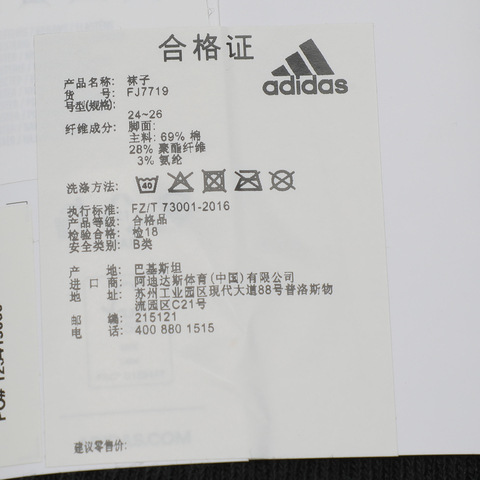 合格证
adidas
产品名称: 袜子
货 号: FJ7719
号型(规格):
24~26
纤维成分: 脚面:
主料: 69% 棉
28% 聚酯纤维
3% 氨纶
洗涤方法: 40
执行标准: FZ/T 73001-2016
产品等级: 合格品
检验合格: 检18
安全类别: B类
产 地: 巴基斯坦
进 口 商: 阿迪达斯体育(中国)有限公司
地 址: 苏州工业园区现代大道88号普洛斯物
流园区C21号
邮 编: 215121
电 话: 400 880 1515
建议零售价: